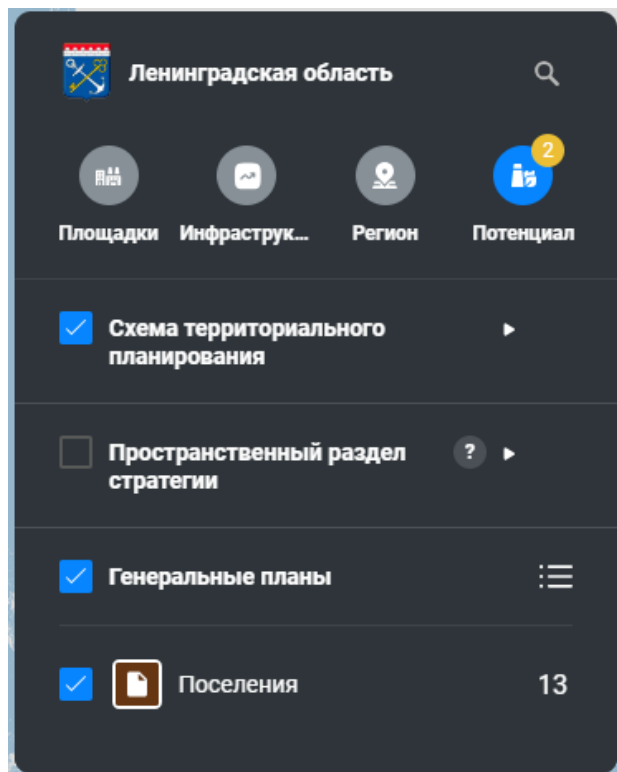 Ленинградская область
2
Площадки Инфраструк... Регион Потенциал
Схема территориального
планирования
Пространственный раздел ?
стратегии
Генеральные планы
Поселения 13